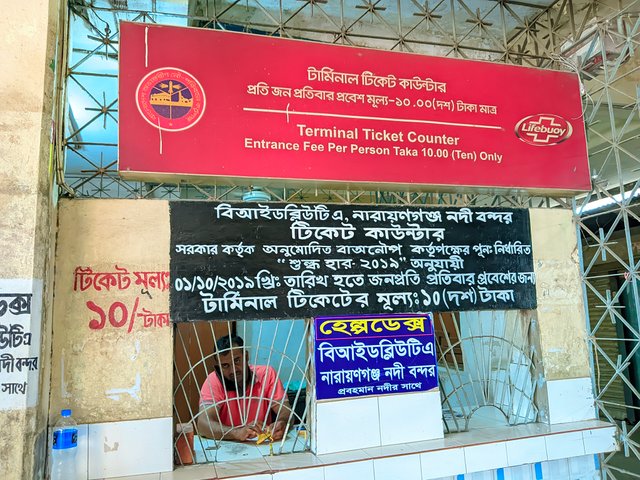 টার্মিনাল টিকেট কাউন্টার
প্রতি জন প্রতিবার প্রবেশ মূল্য-১০.০০(দশ) টাকা মাত্র
Terminal Ticket Counter
Entrance Fee Per Person Taka 10.00 (Ten) Only
Lifebuoy
বিআইডব্লিউটিএ, নারায়ণগঞ্জ নদী বন্দর
টিকেট কাউন্টার
সরকার কর্তৃক অনুমোদিত বাঅনৌপ কর্তৃপক্ষের পুনঃ নির্ধারিত
"শুল্ক হার-২০১৯" অনুযায়ী
০১/১০/২০১৯খ্রিঃ তারিখ হতে জনপ্রতি প্রতিবার প্রবেশের জন্য
টার্মিনাল টিকেটের মূল্য:১০(দশ) টাকা
টিকেট মূল্য
১০/-টাকা
হেল্পডেক্স
বিআইডব্লিউটিএ
নারায়ণগঞ্জ নদী বন্দর
প্রবহমান নদীর সাথে
নদী বন্দর
সাথে